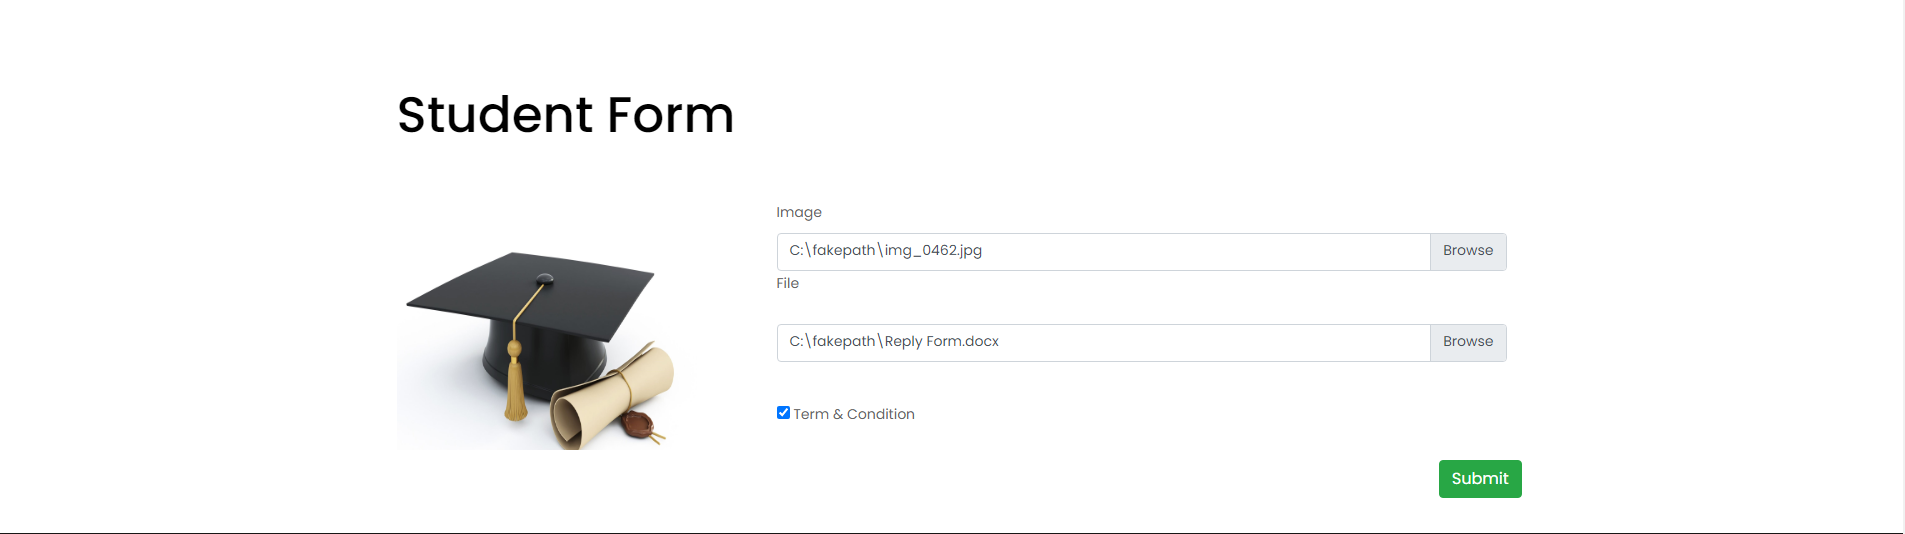 Student Form
Image
C:\fakepath\img_0462.jpg Browse
File
C:\fakepath\Reply Form.docx Browse
Term & Condition
Submit